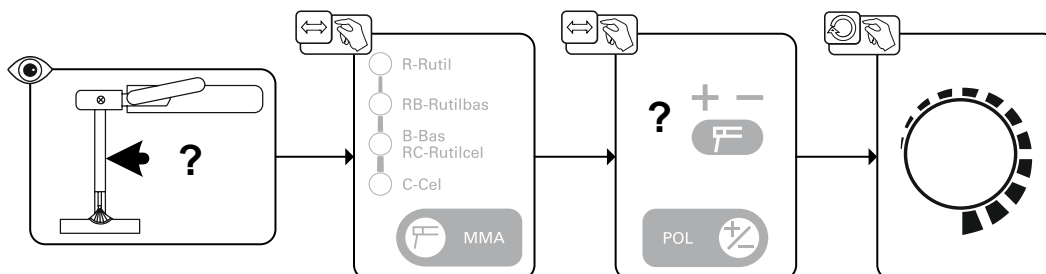 ?
R-Rutil
RB-Rutilbas
B-Bas
RC-Rutilcel
C-Cel
MMA
?
+ −
POL
+/−